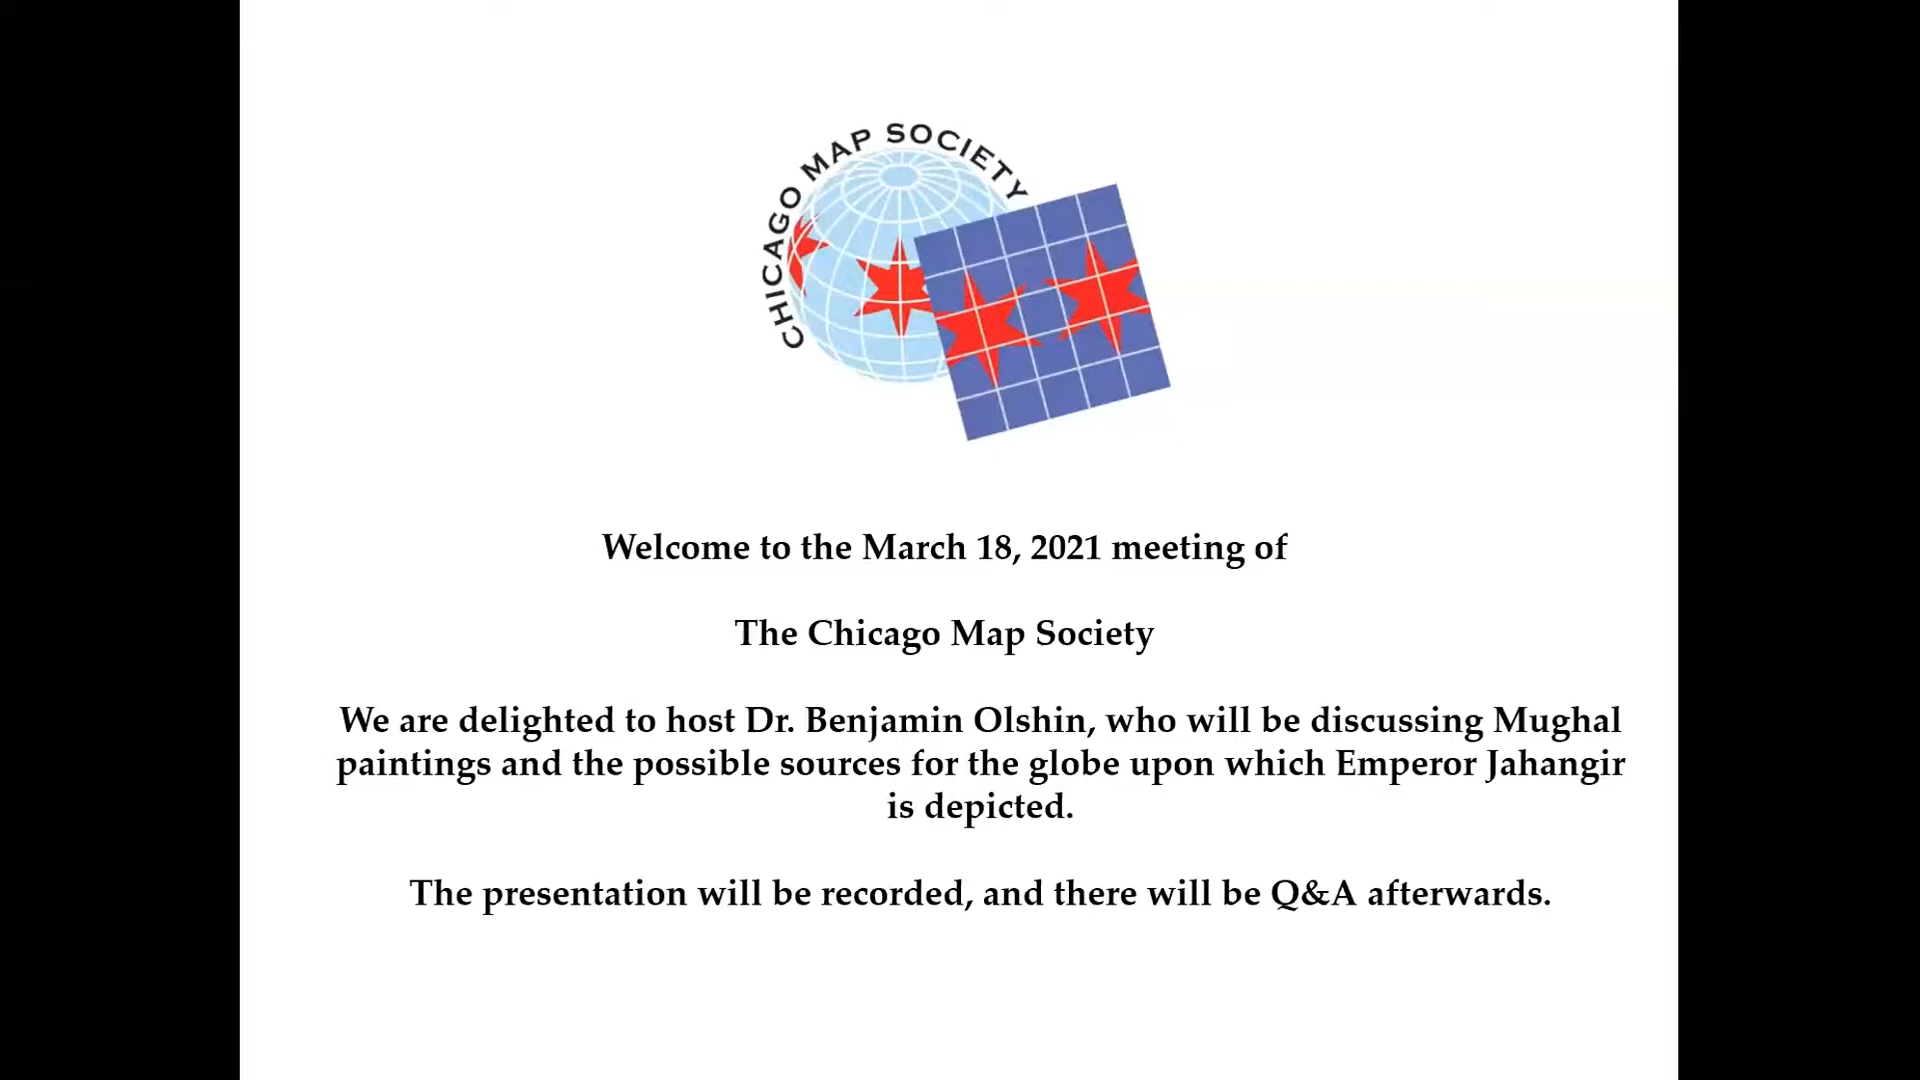 CHICAGO MAP SOCIETY
Welcome to the March 18, 2021 meeting of
The Chicago Map Society
We are delighted to host Dr. Benjamin Olshin, who will be discussing Mughal
paintings and the possible sources for the globe upon which Emperor Jahangir
is depicted.
The presentation will be recorded, and there will be Q&A afterwards.